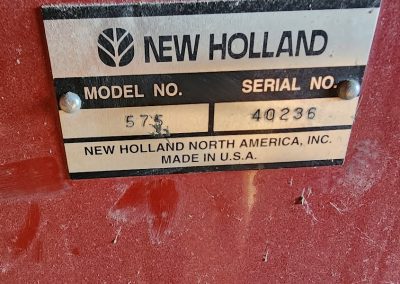 NEW HOLLAND
MODEL NO. SERIAL NO.
575 40236
NEW HOLLAND NORTH AMERICA, INC.
MADE IN U.S.A.